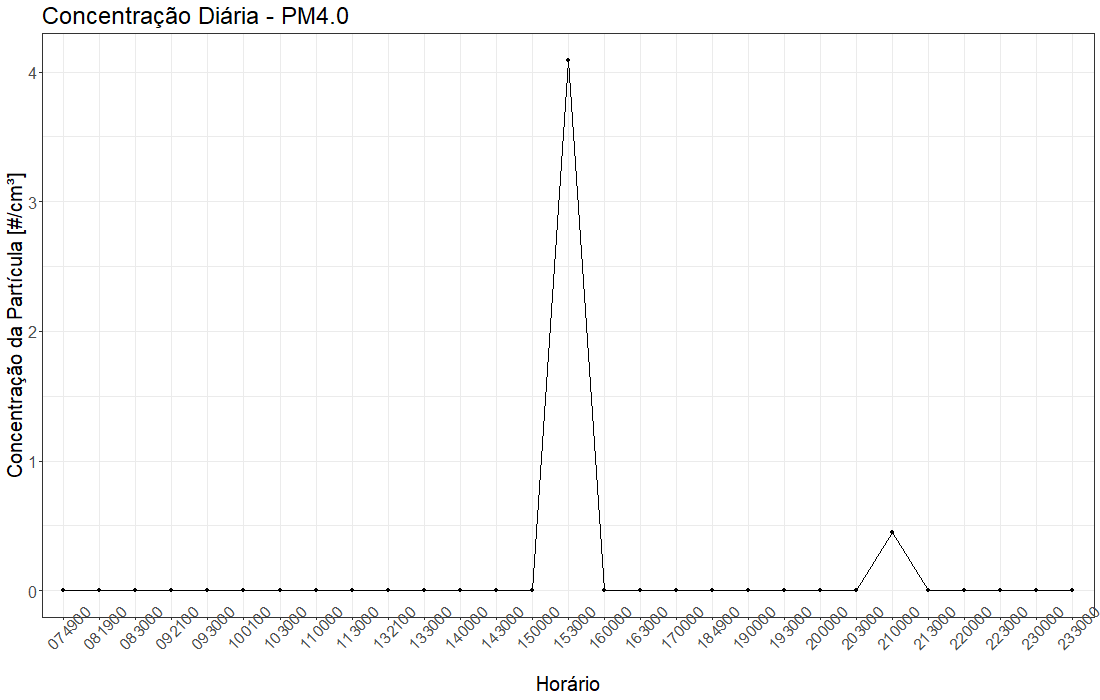 Concentração Diária - PM4.0
Concentração da Partícula [#/cm³]
4
3
2
1
0
074900 081900 083000 092100 093000 100100 103000 110000 113000 132100 133000 140000 143000 150000 153000 160000 163000 170000 184900 190000 193000 200000 203000 210000 213000 220000 223000 230000 233000
Horário